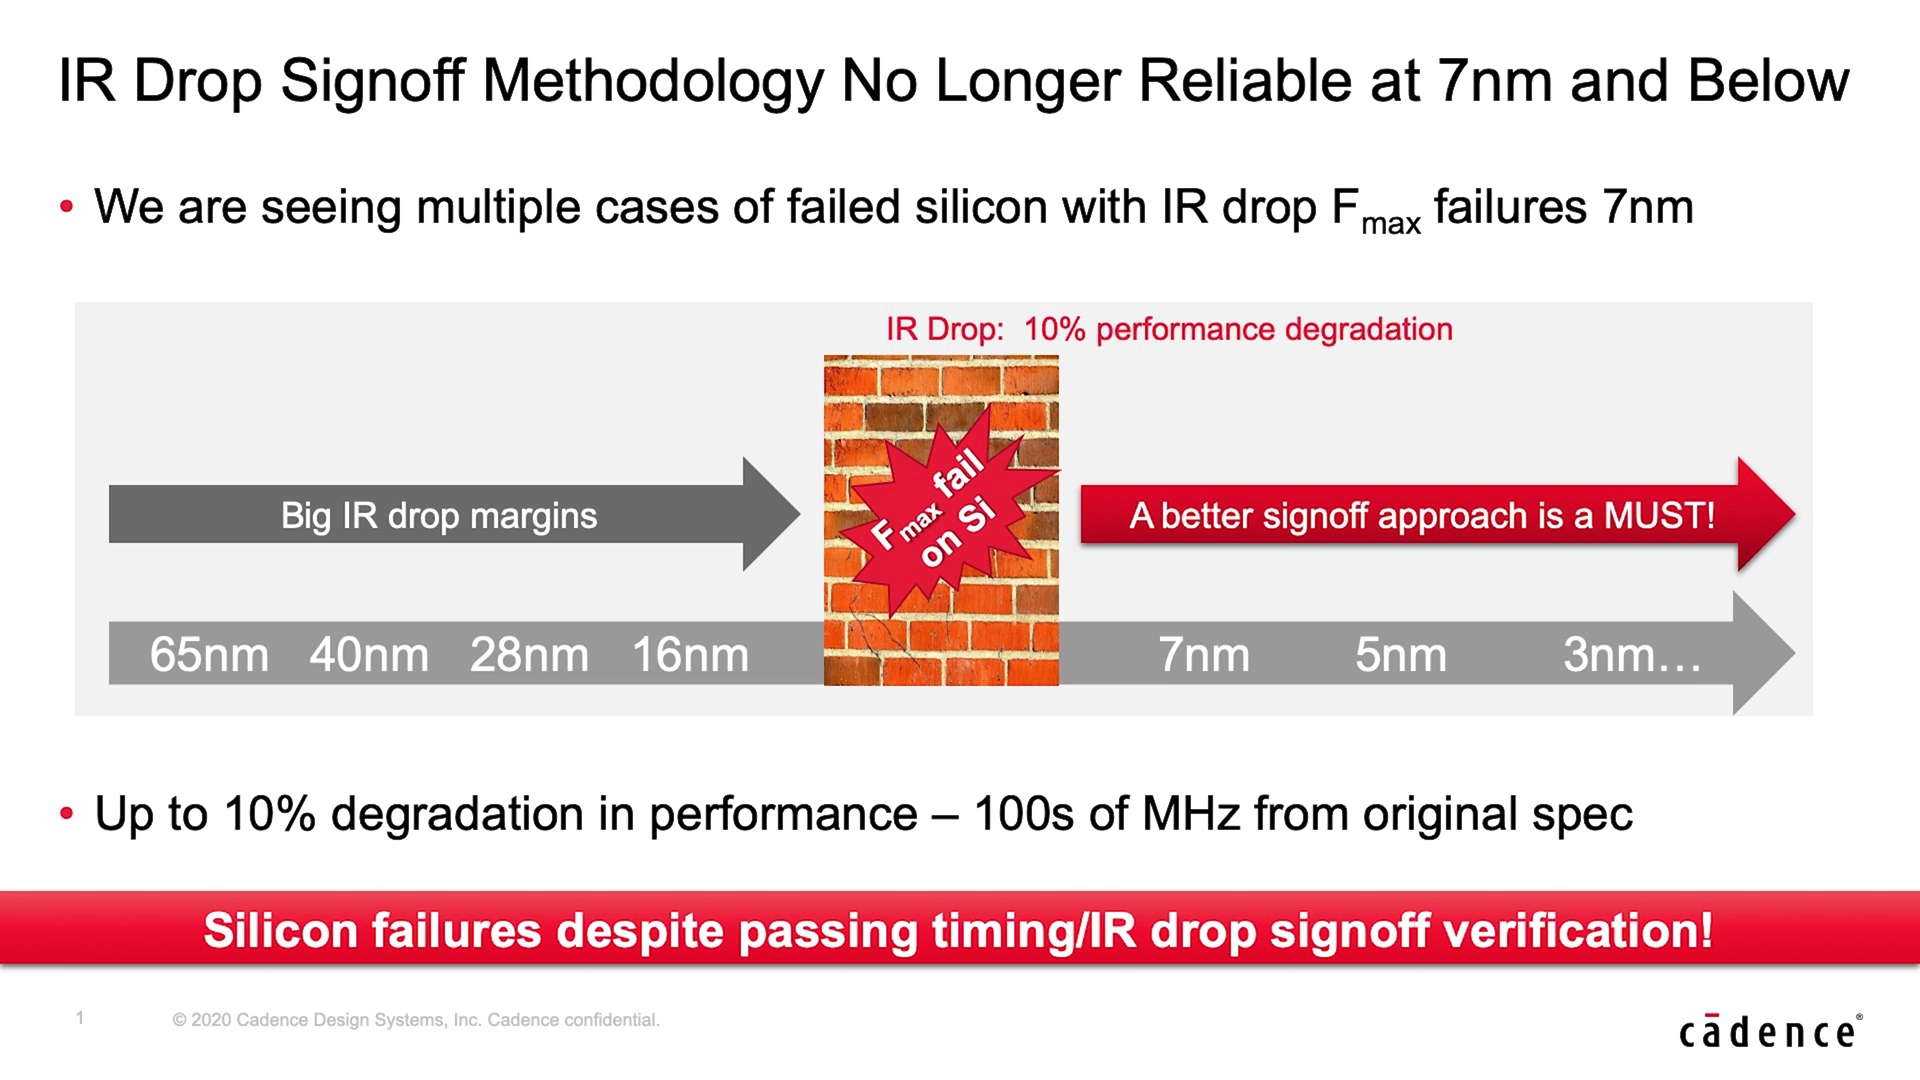 IR Drop Signoff Methodology No Longer Reliable at 7nm and Below
• We are seeing multiple cases of failed silicon with IR drop Fmax failures 7nm
IR Drop: 10% performance degradation
Big IR drop margins
Fmax fail
on Si
A better signoff approach is a MUST!
65nm 40nm 28nm 16nm 7nm 5nm 3nm…
• Up to 10% degradation in performance – 100s of MHz from original spec
Silicon failures despite passing timing/IR drop signoff verification!
1 © 2020 Cadence Design Systems, Inc. Cadence confidential.
cādence®